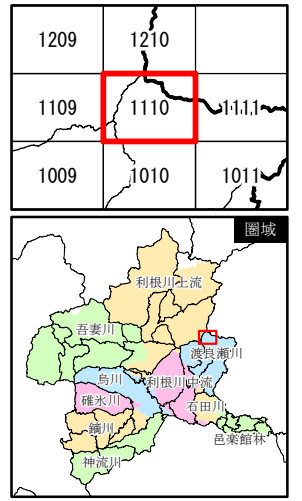 1209 1210
1109 1110 1111
1009 1010 1011
圏域
利根川上流
吾妻川
渡良瀬川
烏川 利根川中流
碓氷川
石田川
鏑川
邑楽館林
神流川